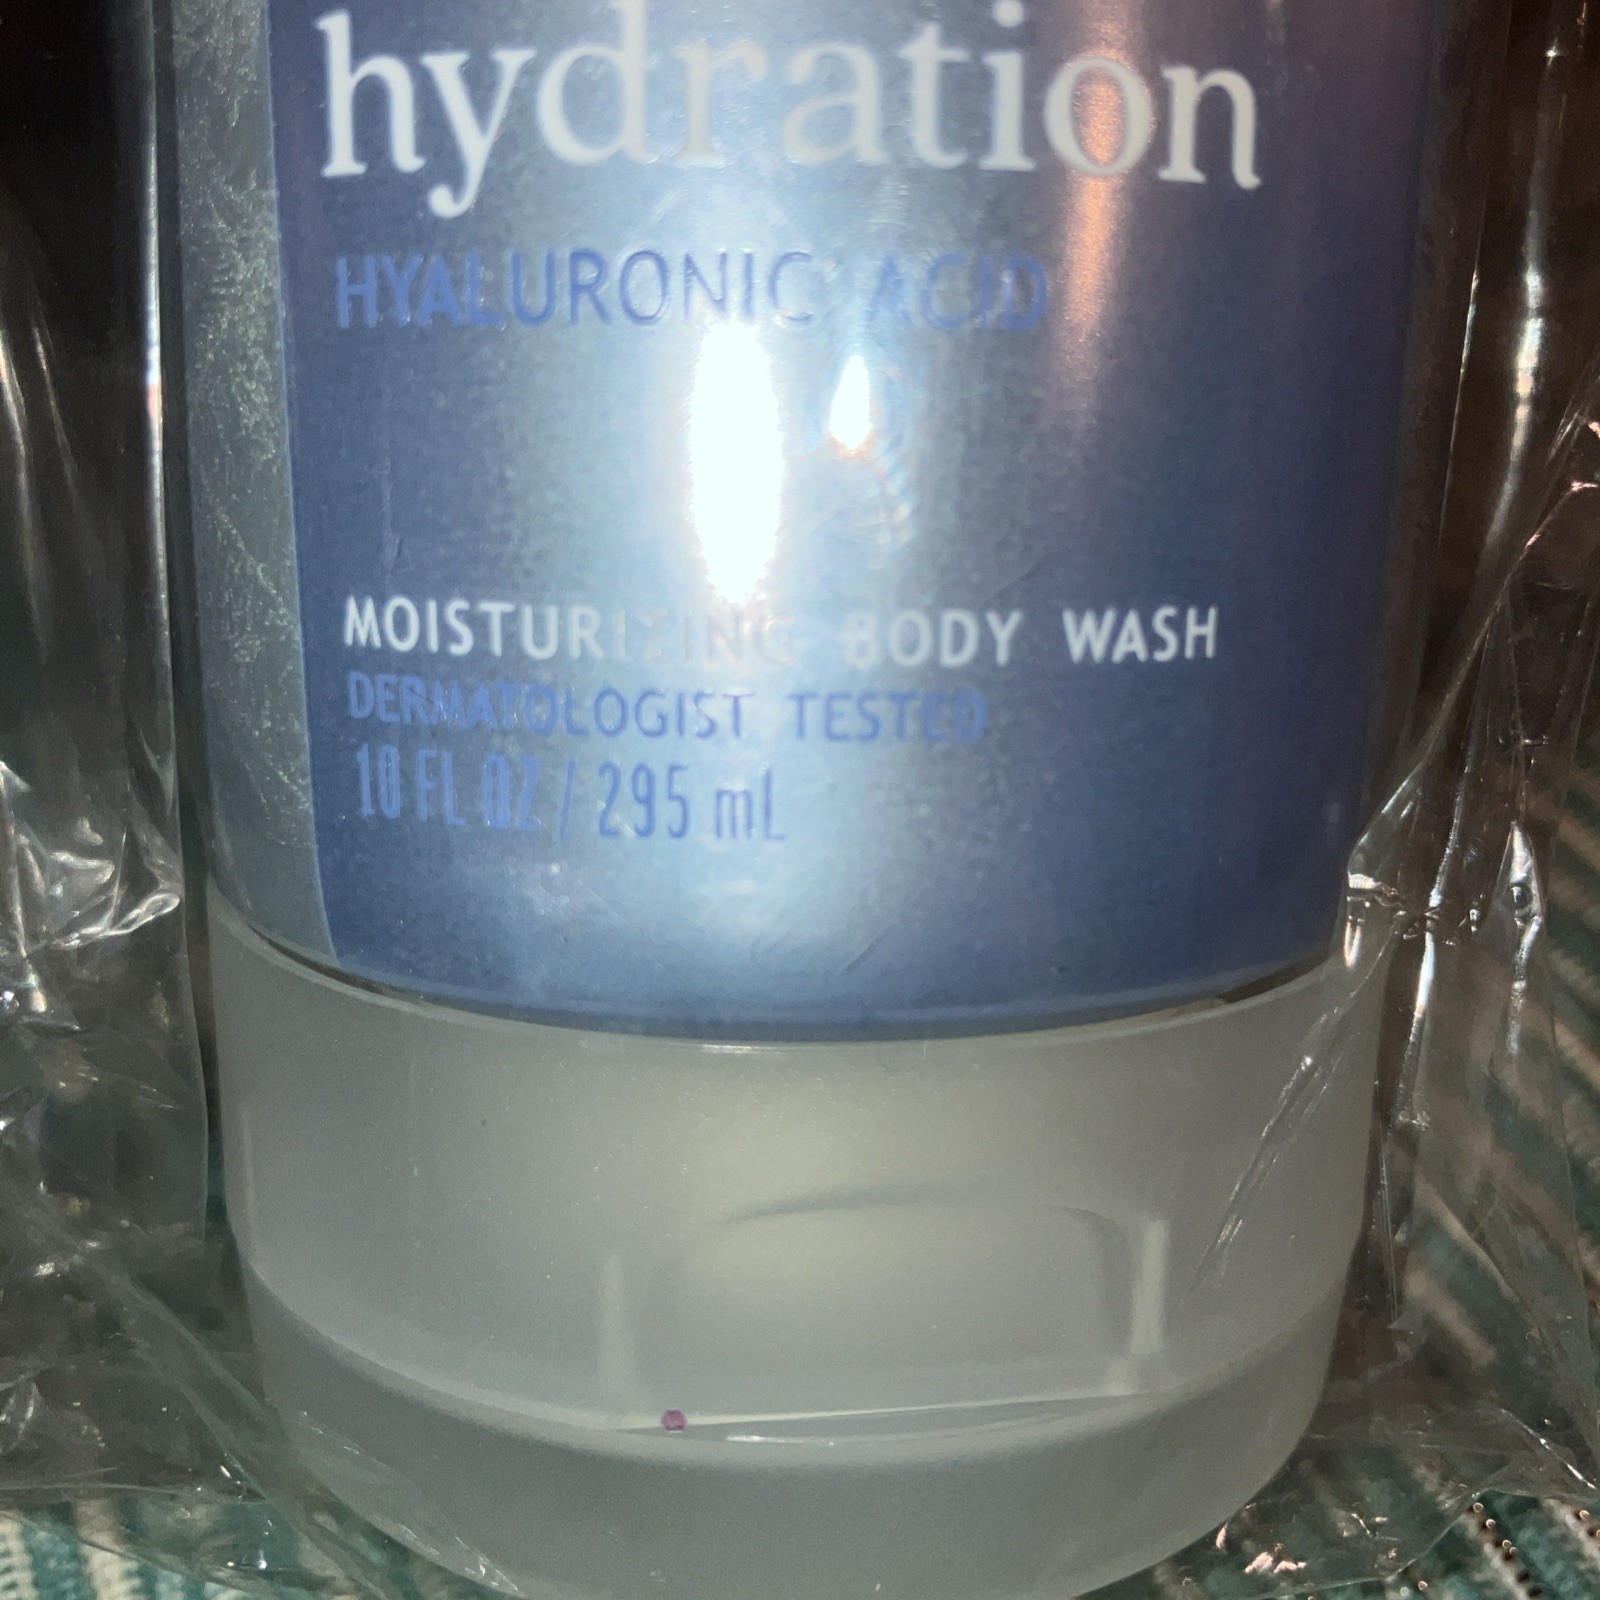 hydration
HYALURONIC ACID
MOISTURIZING BODY WASH
DERMATOLOGIST TESTED
10 FL OZ / 295 mL